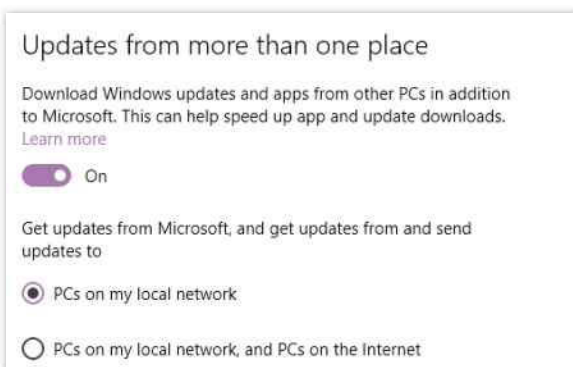 Updates from more than one place
Download Windows updates and apps from other PCs in addition
to Microsoft. This can help speed up app and update downloads.
Learn more
On
Get updates from Microsoft, and get updates from and send
updates to
PCs on my local network
PCs on my local network, and PCs on the Internet